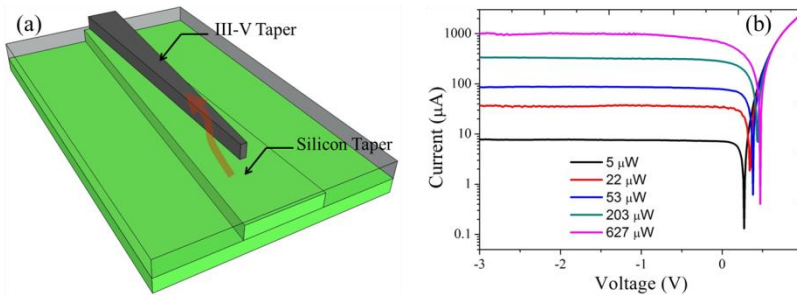 (a)
III-V Taper
Silicon Taper
(b)
Current (μA)
1000
100
10
1
0.1
5 μW
22 μW
53 μW
203 μW
627 μW
-3
-2
-1
0
Voltage (V)